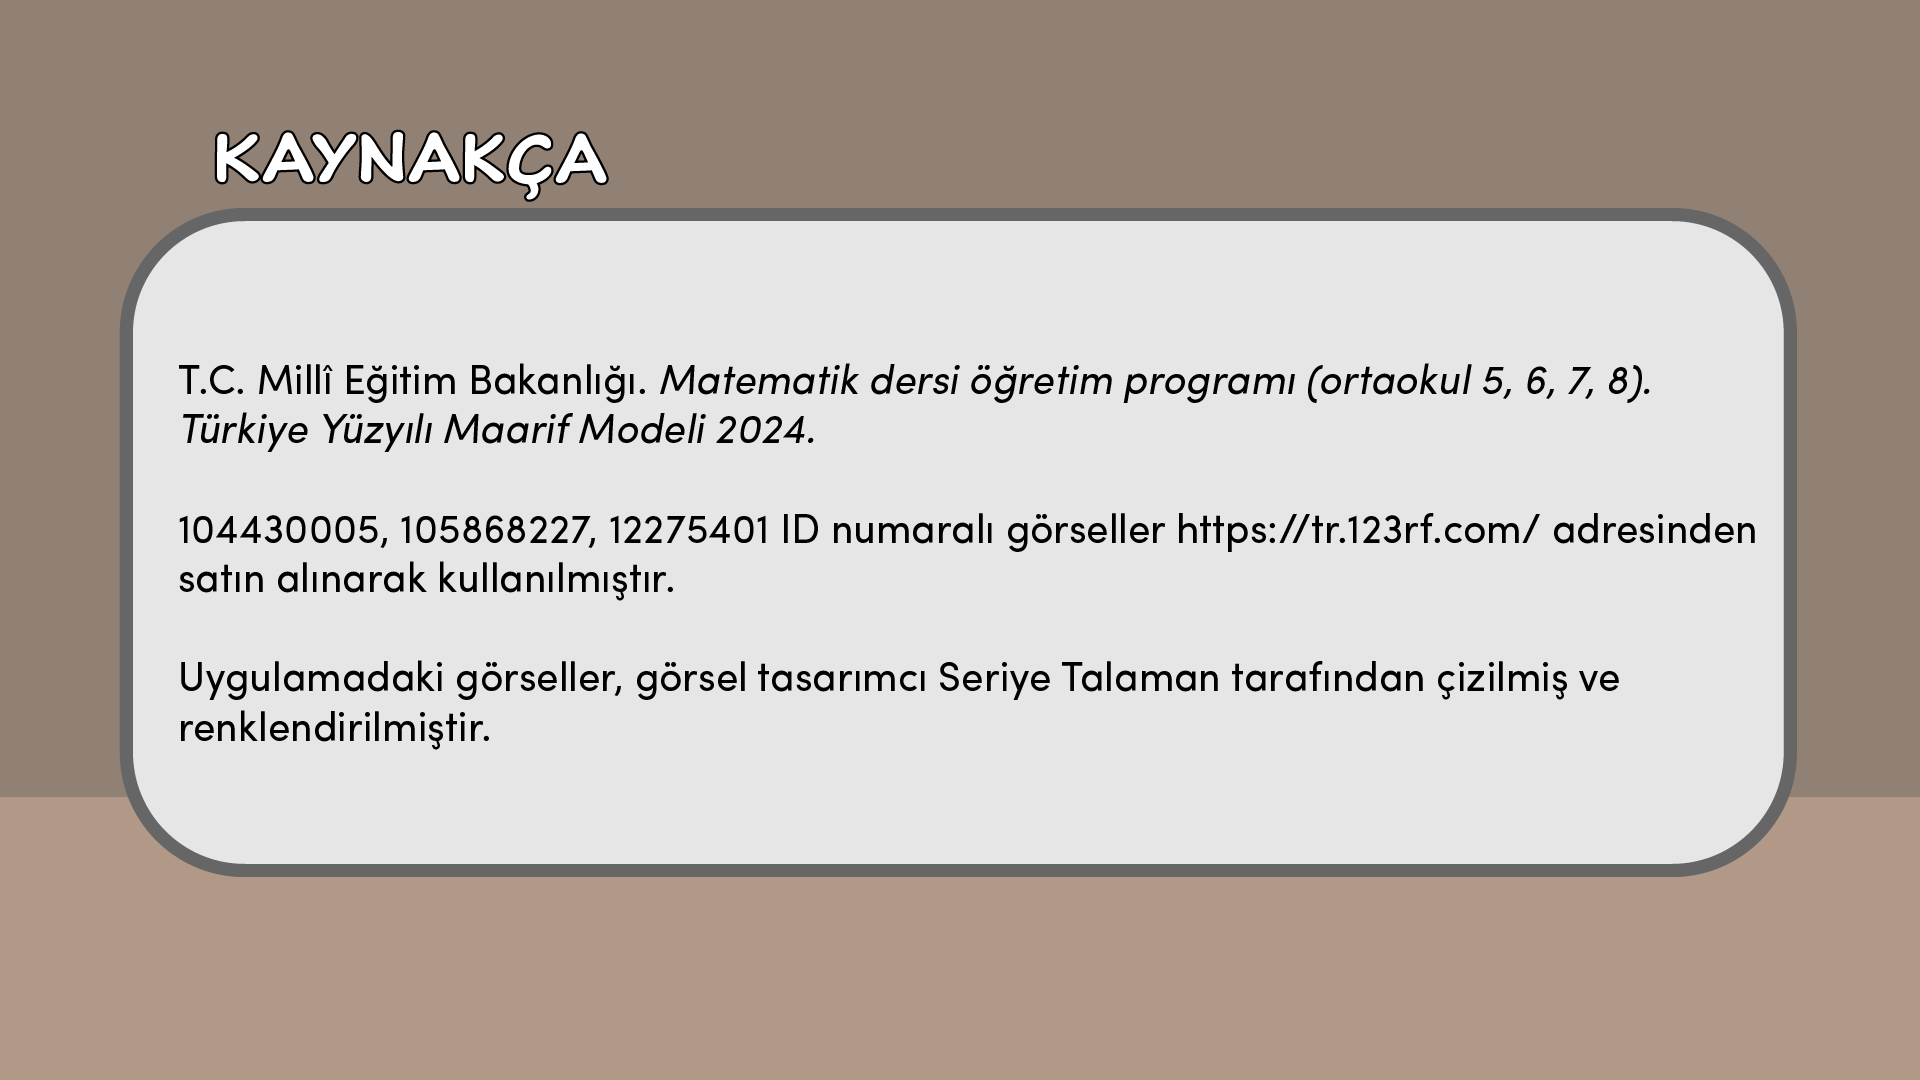 KAYNAKÇA
T.C. Millî Eğitim Bakanlığı. Matematik dersi öğretim programı (ortaokul 5, 6, 7, 8).
Türkiye Yüzyılı Maarif Modeli 2024.
104430005, 105868227, 12275401 ID numaralı görseller https://tr.123rf.com/ adresinden
satın alınarak kullanılmıştır.
Uygulamadaki görseller, görsel tasarımcı Seriye Talaman tarafından çizilmiş ve
renklendirilmiştir.